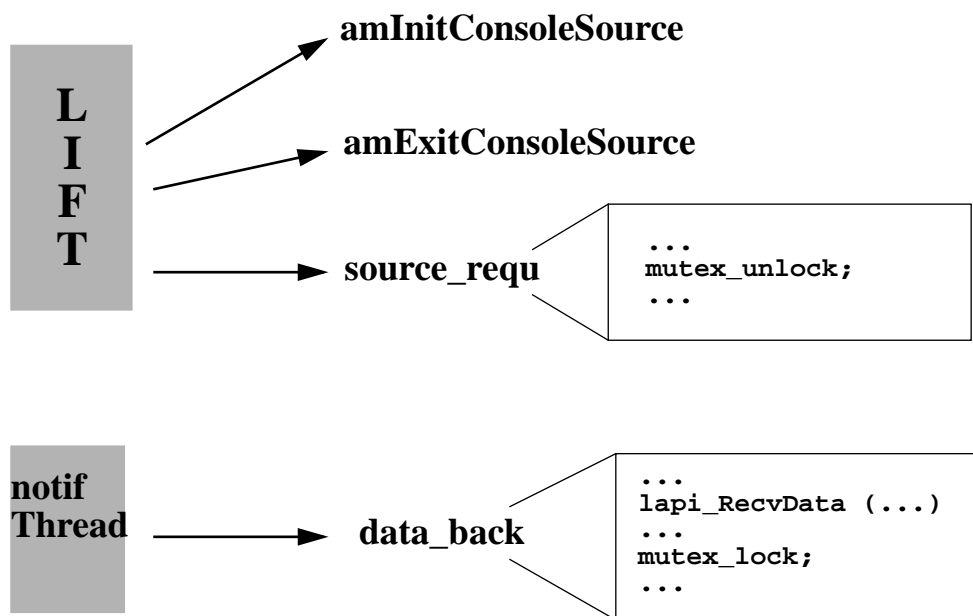 L
I
F
T
amInitConsoleSource
amExitConsoleSource
source_requ
...
mutex_unlock;
...
notif
Thread
data_back
...
lapi_RecvData (...)
...
mutex_lock;
...